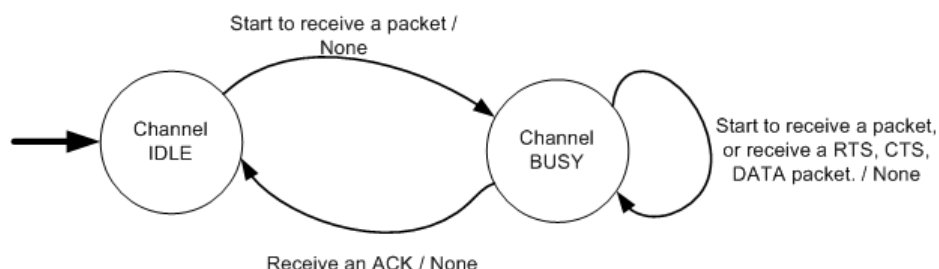 Start to receive a packet /
None
Channel
IDLE
Channel
BUSY
Start to receive a packet,
or receive a RTS, CTS,
DATA packet. / None
Receive an ACK / None